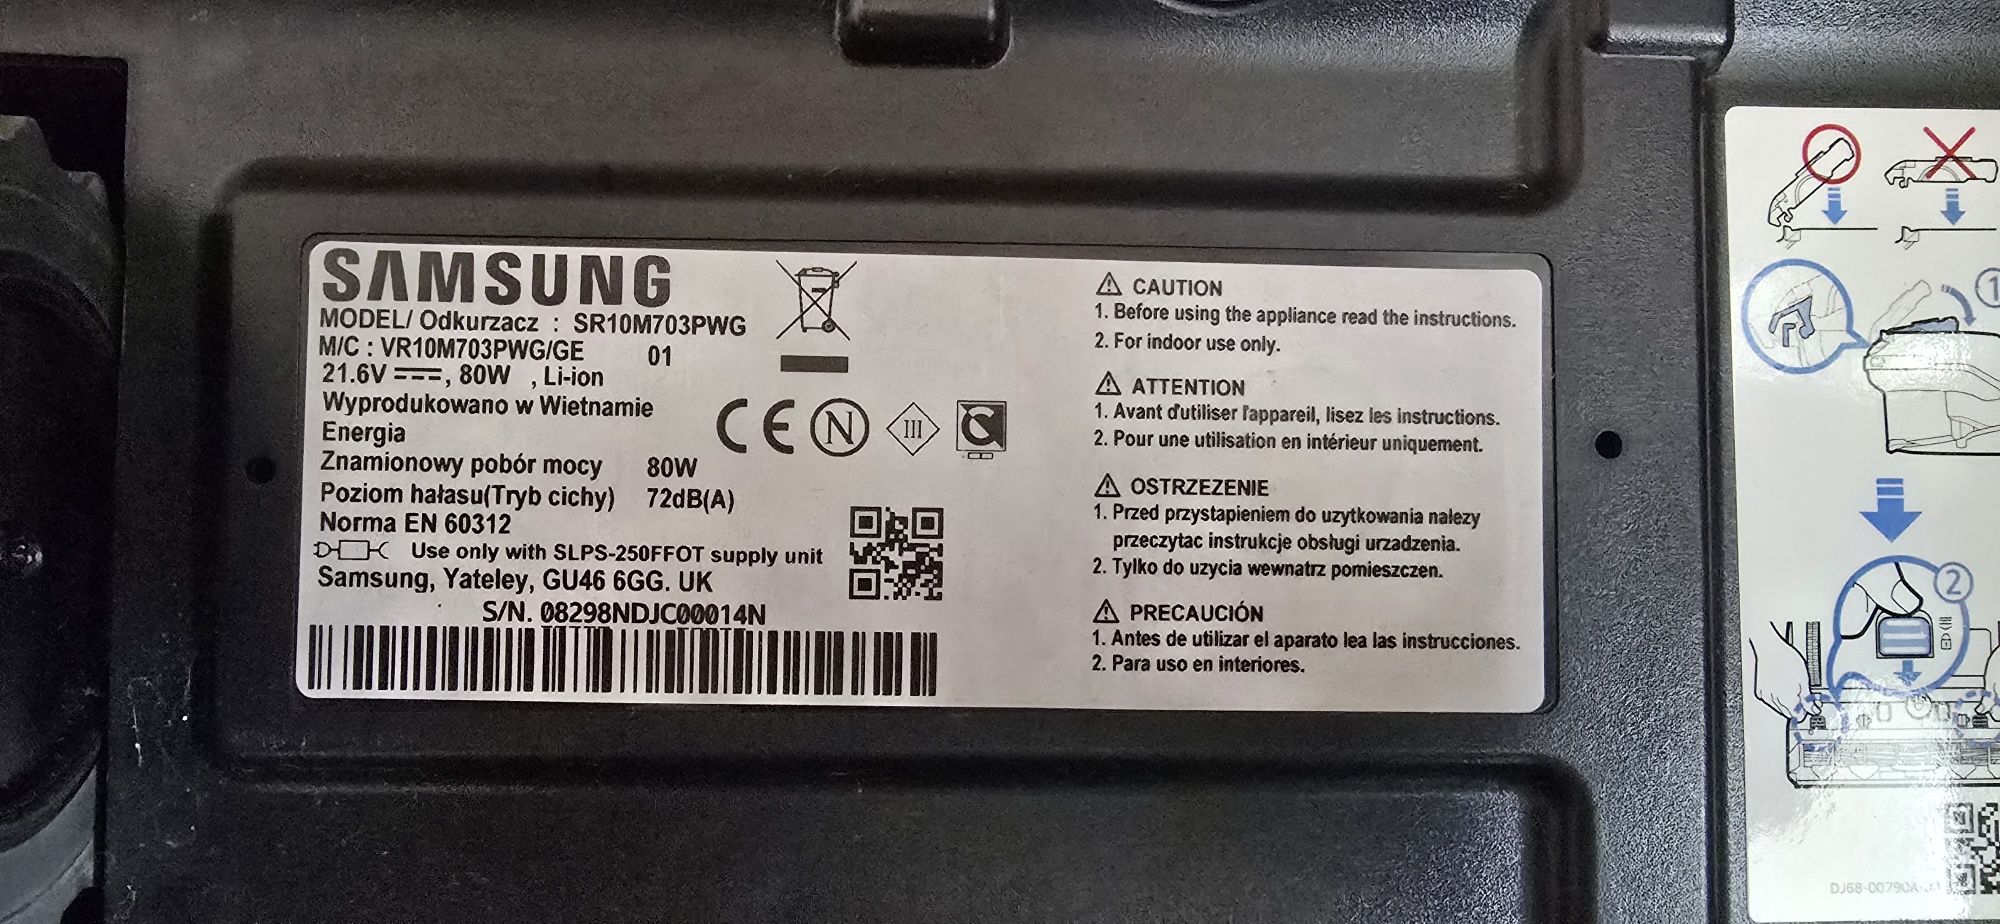 SAMSUNG
MODEL/ Odkurzacz : SR10M703PWG
M/C : VR10M703PWG/GE 01
21.6V ⎓, 80W , Li-ion
Wyprodukowano w Wietnamie
Energia
Znamionowy pobór mocy 80W
Poziom hałasu(Tryb cichy) 72dB(A)
Norma EN 60312
Use only with SLPS-250FFOT supply unit
Samsung, Yateley, GU46 6GG. UK
S/N. 08298NDJC00014N
CE N III C
⚠ CAUTION
1. Before using the appliance read the instructions.
2. For indoor use only.
⚠ ATTENTION
1. Avant d'utiliser l'appareil, lisez les instructions.
2. Pour une utilisation en intérieur uniquement.
⚠ OSTRZEZENIE
1. Przed przystapieniem do uzytkowania nalezy
przeczytac instrukcje obsługi urzadzenia.
2. Tylko do uzycia wewnatrz pomieszczen.
⚠ PRECAUCIÓN
1. Antes de utilizar el aparato lea las instrucciones.
2. Para uso en interiores.
1
2